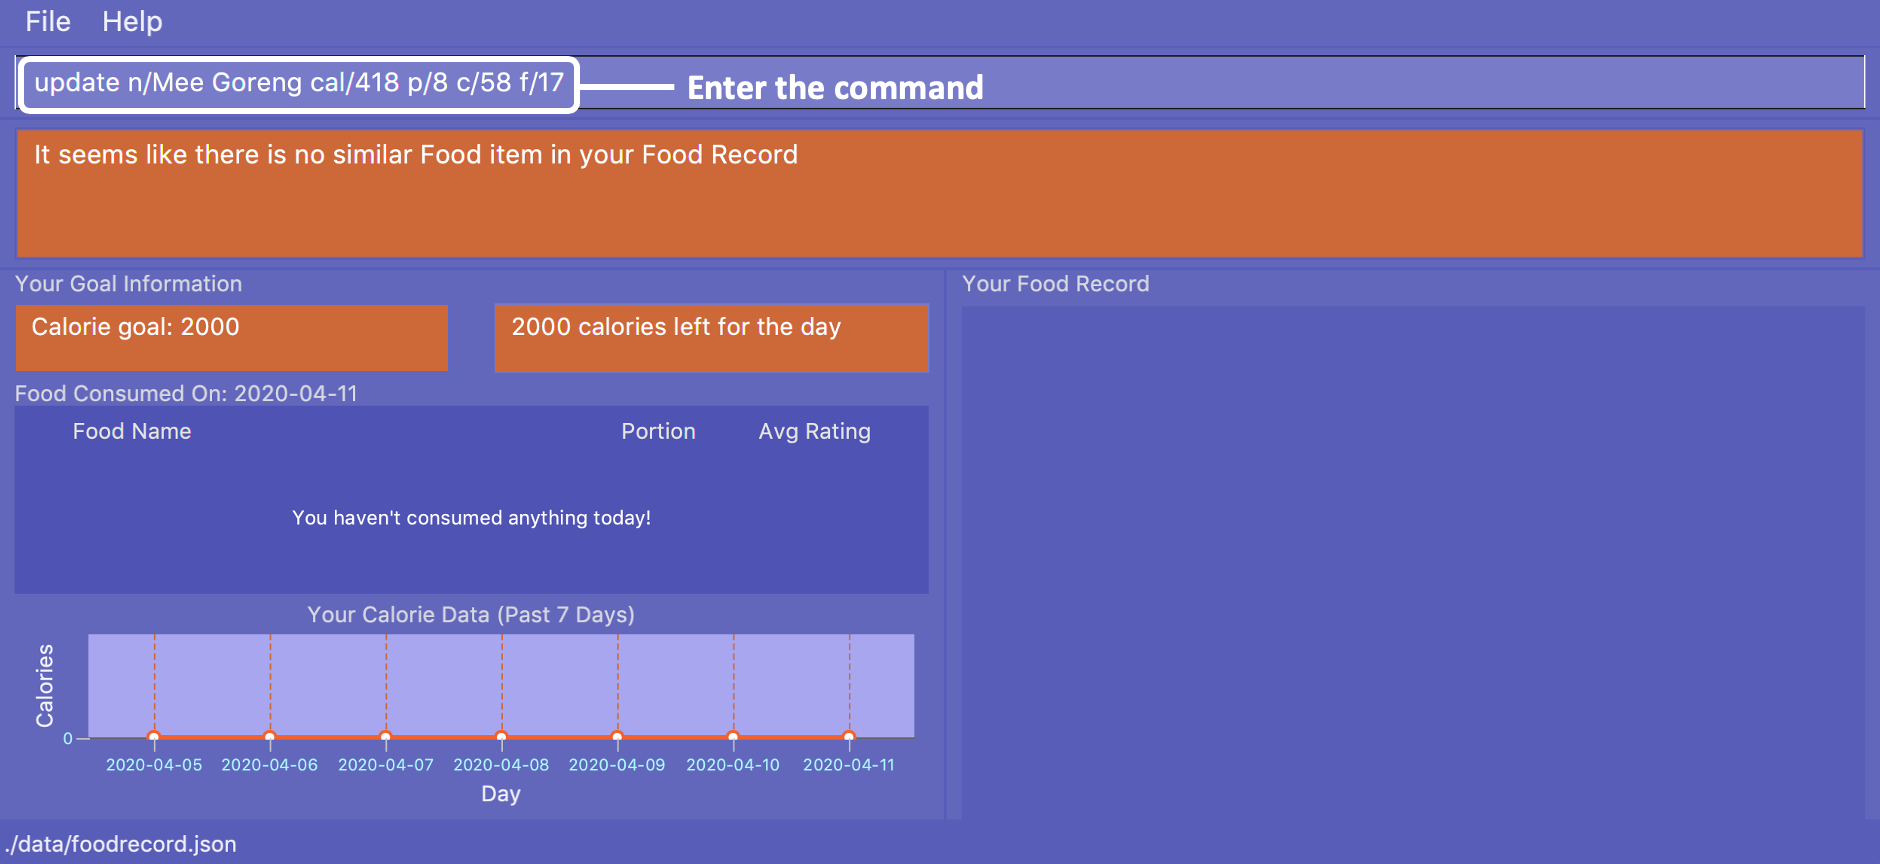 File Help
update n/Mee Goreng cal/418 p/8 c/58 f/17
Enter the command
It seems like there is no similar Food item in your Food Record
Your Goal Information
Calorie goal: 2000
2000 calories left for the day
Food Consumed On: 2020-04-11
Food Name Portion Avg Rating
You haven't consumed anything today!
Your Calorie Data (Past 7 Days)
Calories
0
2020-04-05 2020-04-06 2020-04-07 2020-04-08 2020-04-09 2020-04-10 2020-04-11
Day
Your Food Record
./data/foodrecord.json